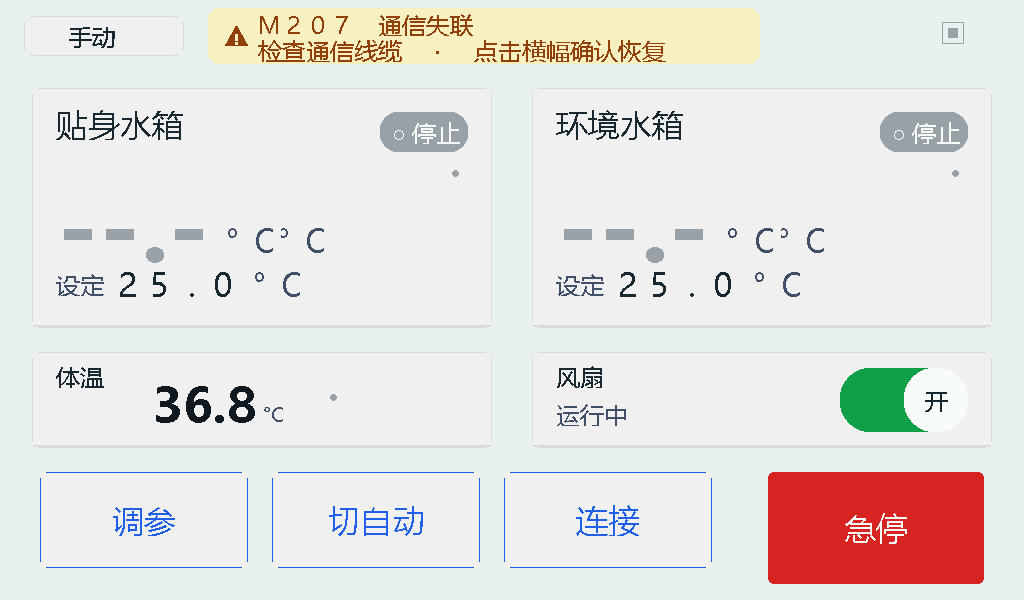 手动
M207 通信失联
检查通信线缆 · 点击横幅确认恢复
贴身水箱
○ 停止
--.- °C°C
设定 25.0 °C
环境水箱
○ 停止
--.- °C°C
设定 25.0 °C
体温
36.8 °C
风扇
运行中
开
调参
切自动
连接
急停